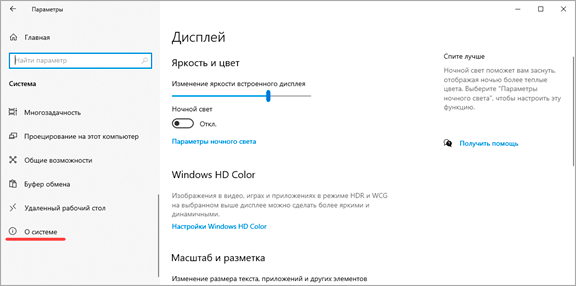 Параметры
Главная
Найти параметр
Система
Многозадачность
Проецирование на этот компьютер
Общие возможности
Буфер обмена
Удаленный рабочий стол
О системе
Дисплей
Яркость и цвет
Изменение яркости встроенного дисплея
Ночной свет
Откл.
Параметры ночного света
Windows HD Color
Изображения в видео, играх и приложениях в режиме HDR и WCG
на выбранном выше дисплее можно сделать более яркими и
динамичными.
Настройки Windows HD Color
Масштаб и разметка
Изменение размера текста, приложений и других элементов
Спите лучше
Ночной свет поможет вам заснуть,
отображая ночью более теплые
цвета. Выберите "Параметры
ночного света", чтобы настроить эту
функцию.
Получить помощь